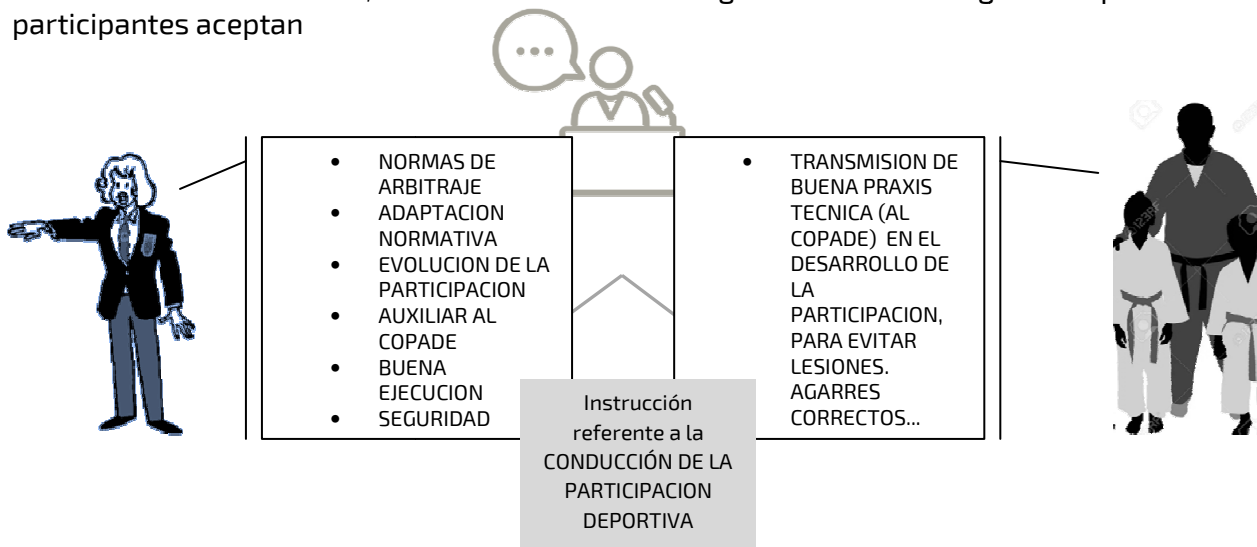 participantes aceptan
• NORMAS DE
ARBITRAJE
• ADAPTACION
NORMATIVA
• EVOLUCION DE LA
PARTICIPACION
• AUXILIAR AL
COPADE
• BUENA
EJECUCION
• SEGURIDAD
• TRANSMISION DE
BUENA PRAXIS
TECNICA (AL
COPADE) EN EL
DESARROLLO DE
LA
PARTICIPACION,
PARA EVITAR
LESIONES.
AGARRES
CORRECTOS...
Instrucción
referente a la
CONDUCCIÓN DE LA
PARTICIPACION
DEPORTIVA